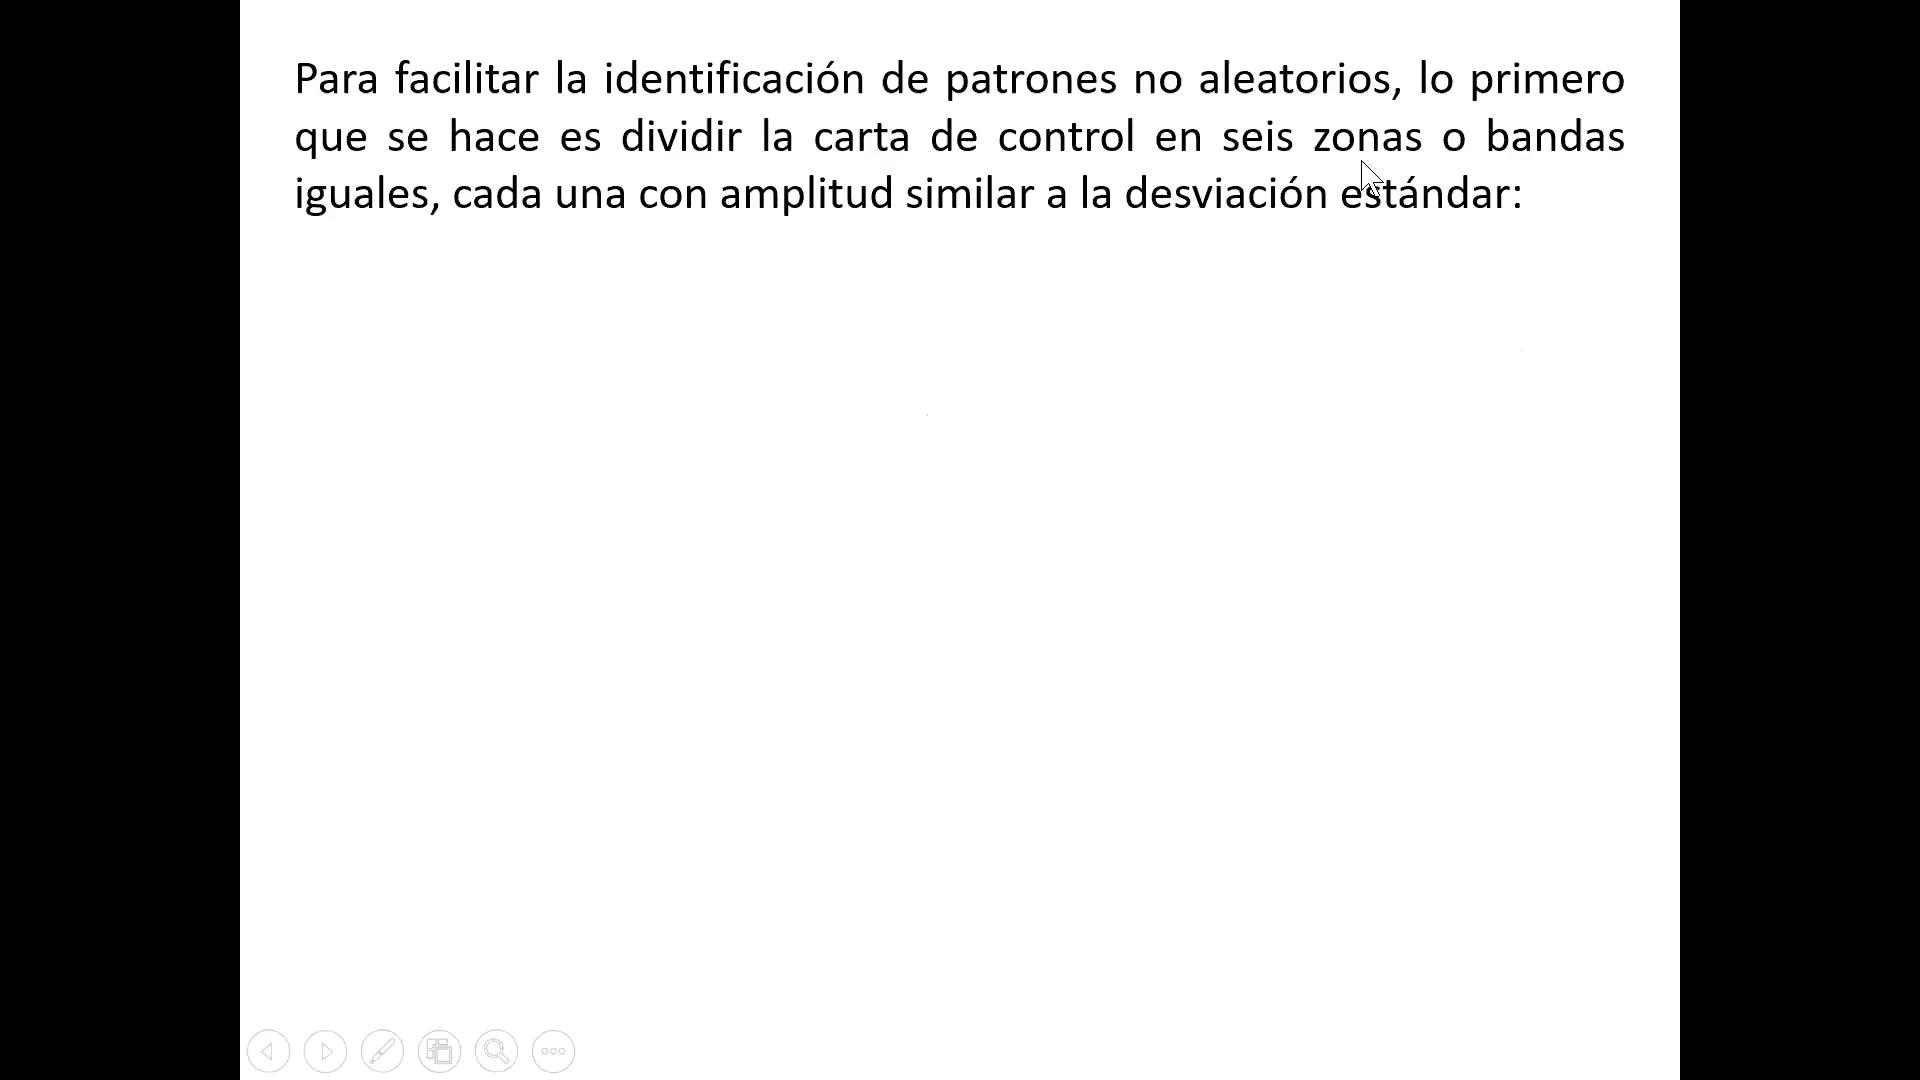 Para facilitar la identificación de patrones no aleatorios, lo primero
que se hace es dividir la carta de control en seis zonas o bandas
iguales, cada una con amplitud similar a la desviación estándar: